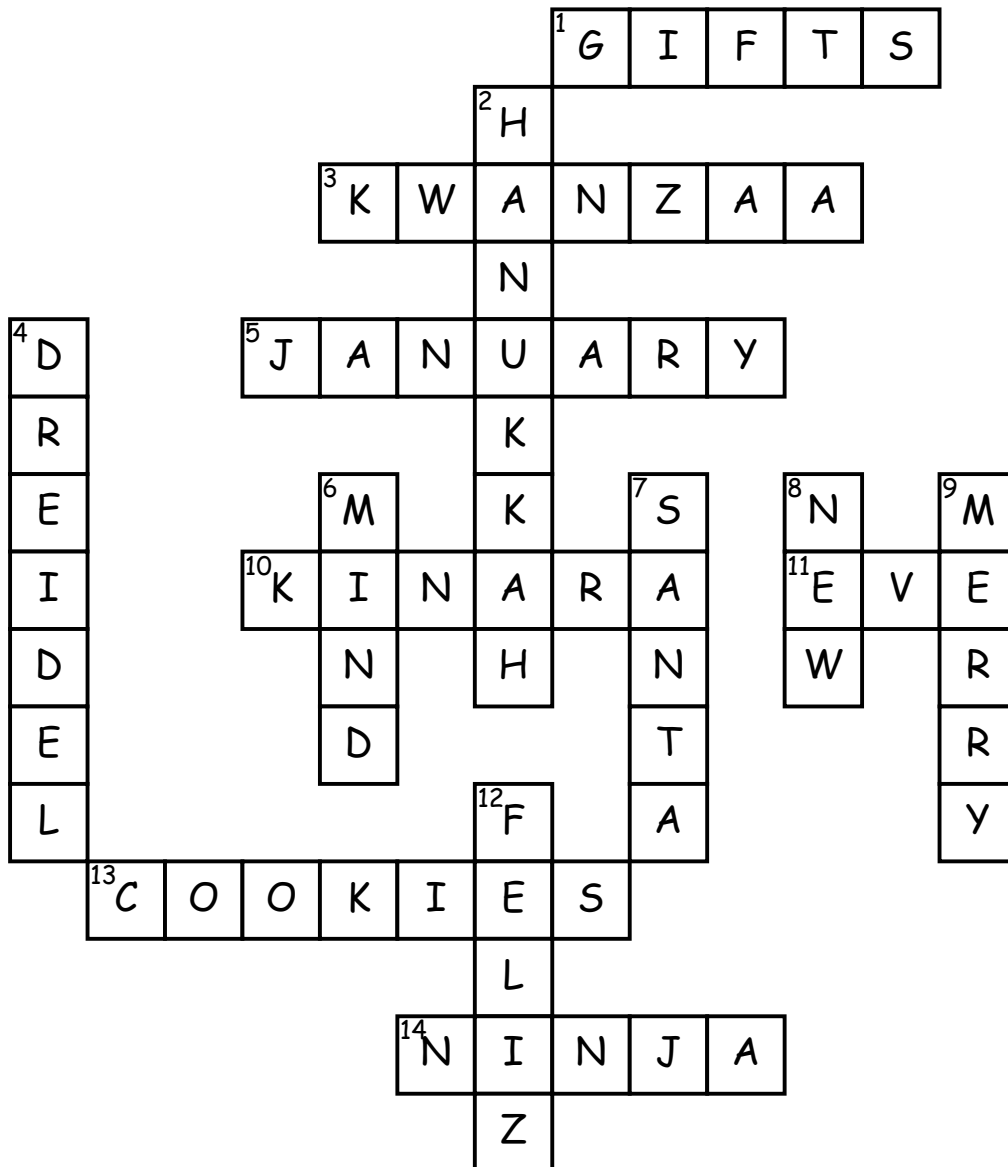 1 G I F T S
2 H
3 K W A N Z A A
N
4 D 5 J A N U A R Y
R K
E 6 M K 7 S 8 N 9 M
I 10 K I N A R A 11 E V E
D N H N W R
E D T R
L 12 F A Y
13 C O O K I E S
L
14 N I N J A
Z